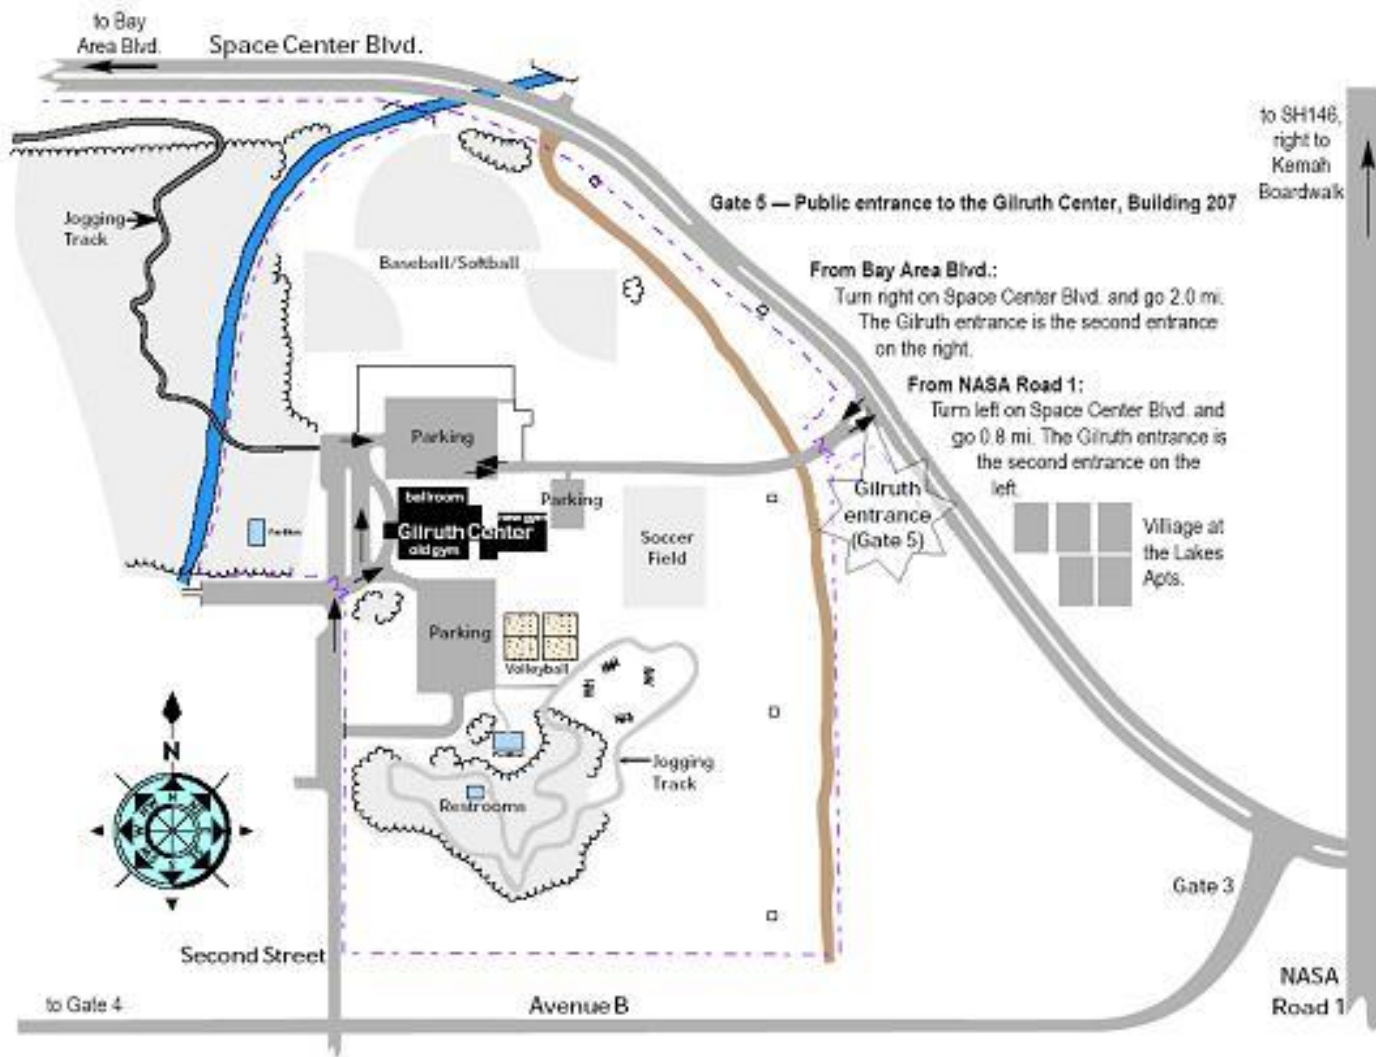 to Bay
Area Blvd.
Space Center Blvd.
to SH146,
right to
Kemah
Boardwalk
Gate 5 — Public entrance to the Gilruth Center, Building 207
Jogging
Track
Baseball/Softball
From Bay Area Blvd.:
Turn right on Space Center Blvd. and go 2.0 mi.
The Gilruth entrance is the second entrance
on the right.
From NASA Road 1:
Turn left on Space Center Blvd. and
go 0.8 mi. The Gilruth entrance is
the second entrance on the
left.
Parking
ballroom
Gilruth Center
old gym
new gym
Parking
Soccer
Field
Gilruth
entrance
(Gate 5)
Villiage at
the Lakes
Apts.
Pavilion
Parking
Volleyball
Jogging
Track
Restrooms
N
Gate 3
Second Street
to Gate 4
Avenue B
NASA
Road 1